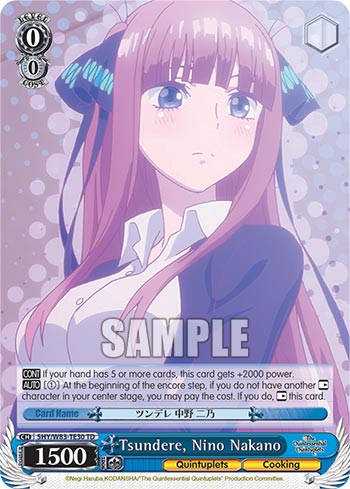 LEVEL
0
0
COST
SAMPLE
CONT If your hand has 5 or more cards, this card gets +2000 power.
AUTO [(1)] At the beginning of the encore step, if you do not have another
character in your center stage, you may pay the cost. If you do, this card.
Card Name ツンデレ 中野 二乃
CH 5HY/W83-TE30 TD
Tsundere, Nino Nakano
The Quintessential Quintuplets
POWER 1500
Quintuplets Cooking
©Negi Haruba,KODANSHA/"The Quintessential Quintuplets" Production Committee.